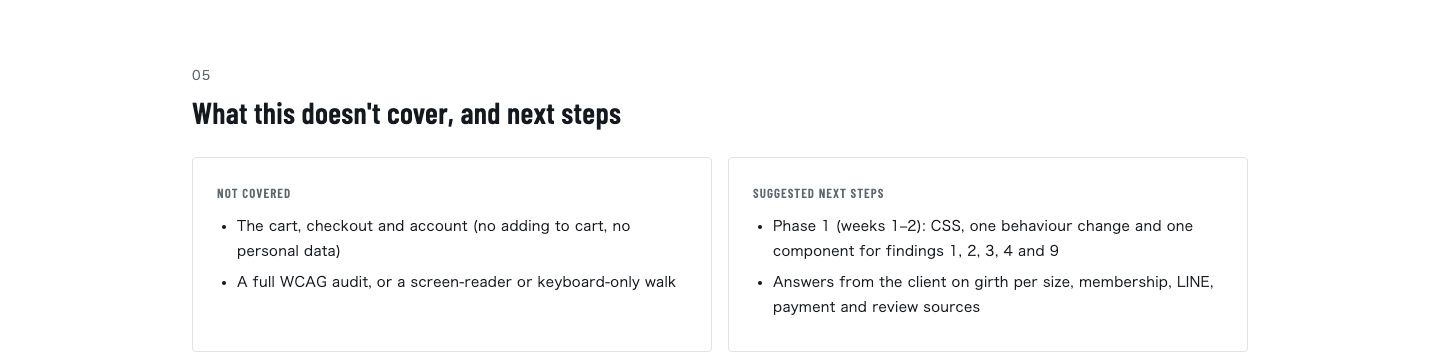 05
What this doesn't cover, and next steps
NOT COVERED
• The cart, checkout and account (no adding to cart, no
personal data)
• A full WCAG audit, or a screen-reader or keyboard-only walk
SUGGESTED NEXT STEPS
• Phase 1 (weeks 1–2): CSS, one behaviour change and one
component for findings 1, 2, 3, 4 and 9
• Answers from the client on girth per size, membership, LINE,
payment and review sources